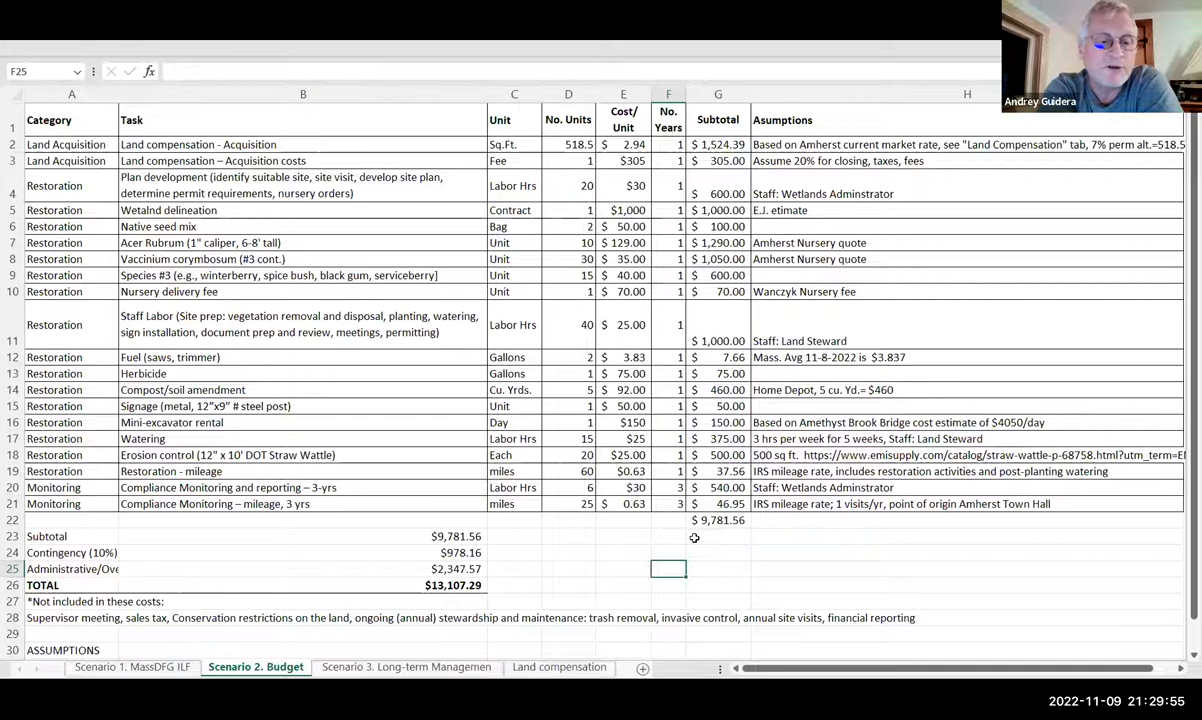 Andrey Guidera
F25 fx
A B C D E F G H
1 Category Task Unit No. Units Cost/ Unit No. Years Subtotal Assumptions
2 Land Acquisition Land compensation - Acquisition Sq.Ft. 518.5 $ 2.94 1 $ 1,524.39 Based on Amherst current market rate, see "Land Compensation" tab, 7% perm alt.=518.5
3 Land Acquisition Land compensation – Acquisition costs Fee 1 $305 1 $ 305.00 Assume 20% for closing, taxes, fees
4 Restoration Plan development (identify suitable site, site visit, develop site plan, determine permit requirements, nursery orders) Labor Hrs 20 $30 1 $ 600.00 Staff: Wetlands Adminstrator
5 Restoration Wetalnd delineation Contract 1 $1,000 1 $ 1,000.00 E.J. etimate
6 Restoration Native seed mix Bag 2 $ 50.00 1 $ 100.00
7 Restoration Acer Rubrum (1" caliper, 6-8' tall) Unit 10 $ 129.00 1 $ 1,290.00 Amherst Nursery quote
8 Restoration Vaccinium corymbosum (#3 cont.) Unit 30 $ 35.00 1 $ 1,050.00 Amherst Nursery quote
9 Restoration Species #3 (e.g., winterberry, spice bush, black gum, serviceberry] Unit 15 $ 40.00 1 $ 600.00
10 Restoration Nursery delivery fee Unit 1 $ 70.00 1 $ 70.00 Wanczyk Nursery fee
11 Restoration Staff Labor (Site prep: vegetation removal and disposal, planting, watering, sign installation, document prep and review, meetings, permitting) Labor Hrs 40 $ 25.00 1 $ 1,000.00 Staff: Land Steward
12 Restoration Fuel (saws, trimmer) Gallons 2 $ 3.83 1 $ 7.66 Mass. Avg 11-8-2022 is $3.837
13 Restoration Herbicide Gallons 1 $ 75.00 1 $ 75.00
14 Restoration Compost/soil amendment Cu. Yrds. 5 $ 92.00 1 $ 460.00 Home Depot, 5 cu. Yd.= $460
15 Restoration Signage (metal, 12"x9" # steel post) Unit 1 $ 50.00 1 $ 50.00
16 Restoration Mini-excavator rental Day 1 $150 1 $ 150.00 Based on Amethyst Brook Bridge cost estimate of $4050/day
17 Restoration Watering Labor Hrs 15 $25 1 $ 375.00 3 hrs per week for 5 weeks, Staff: Land Steward
18 Restoration Erosion control (12" x 10' DOT Straw Wattle) Each 20 $25.00 1 $ 500.00 500 sq ft. https://www.emisupply.com/catalog/straw-wattle-p-68758.html?utm_term=EI
19 Restoration Restoration - mileage miles 60 $0.63 1 $ 37.56 IRS mileage rate, includes restoration activities and post-planting watering
20 Monitoring Compliance Monitoring and reporting – 3-yrs Labor Hrs 6 $30 3 $ 540.00 Staff: Wetlands Adminstrator
21 Monitoring Compliance Monitoring – mileage, 3 yrs miles 25 $ 0.63 3 $ 46.95 IRS mileage rate; 1 visits/yr, point of origin Amherst Town Hall
22 $ 9,781.56
23 Subtotal $9,781.56
24 Contingency (10%) $978.16
25 Administrative/Ove $2,347.57
26 TOTAL $13,107.29
27 *Not included in these costs:
28 Supervisor meeting, sales tax, Conservation restrictions on the land, ongoing (annual) stewardship and maintenance: trash removal, invasive control, annual site visits, financial reporting
29
30 ASSUMPTIONS
Scenario 1. MassDFG ILF Scenario 2. Budget Scenario 3. Long-term Managemen Land compensation
2022-11-09 21:29:55